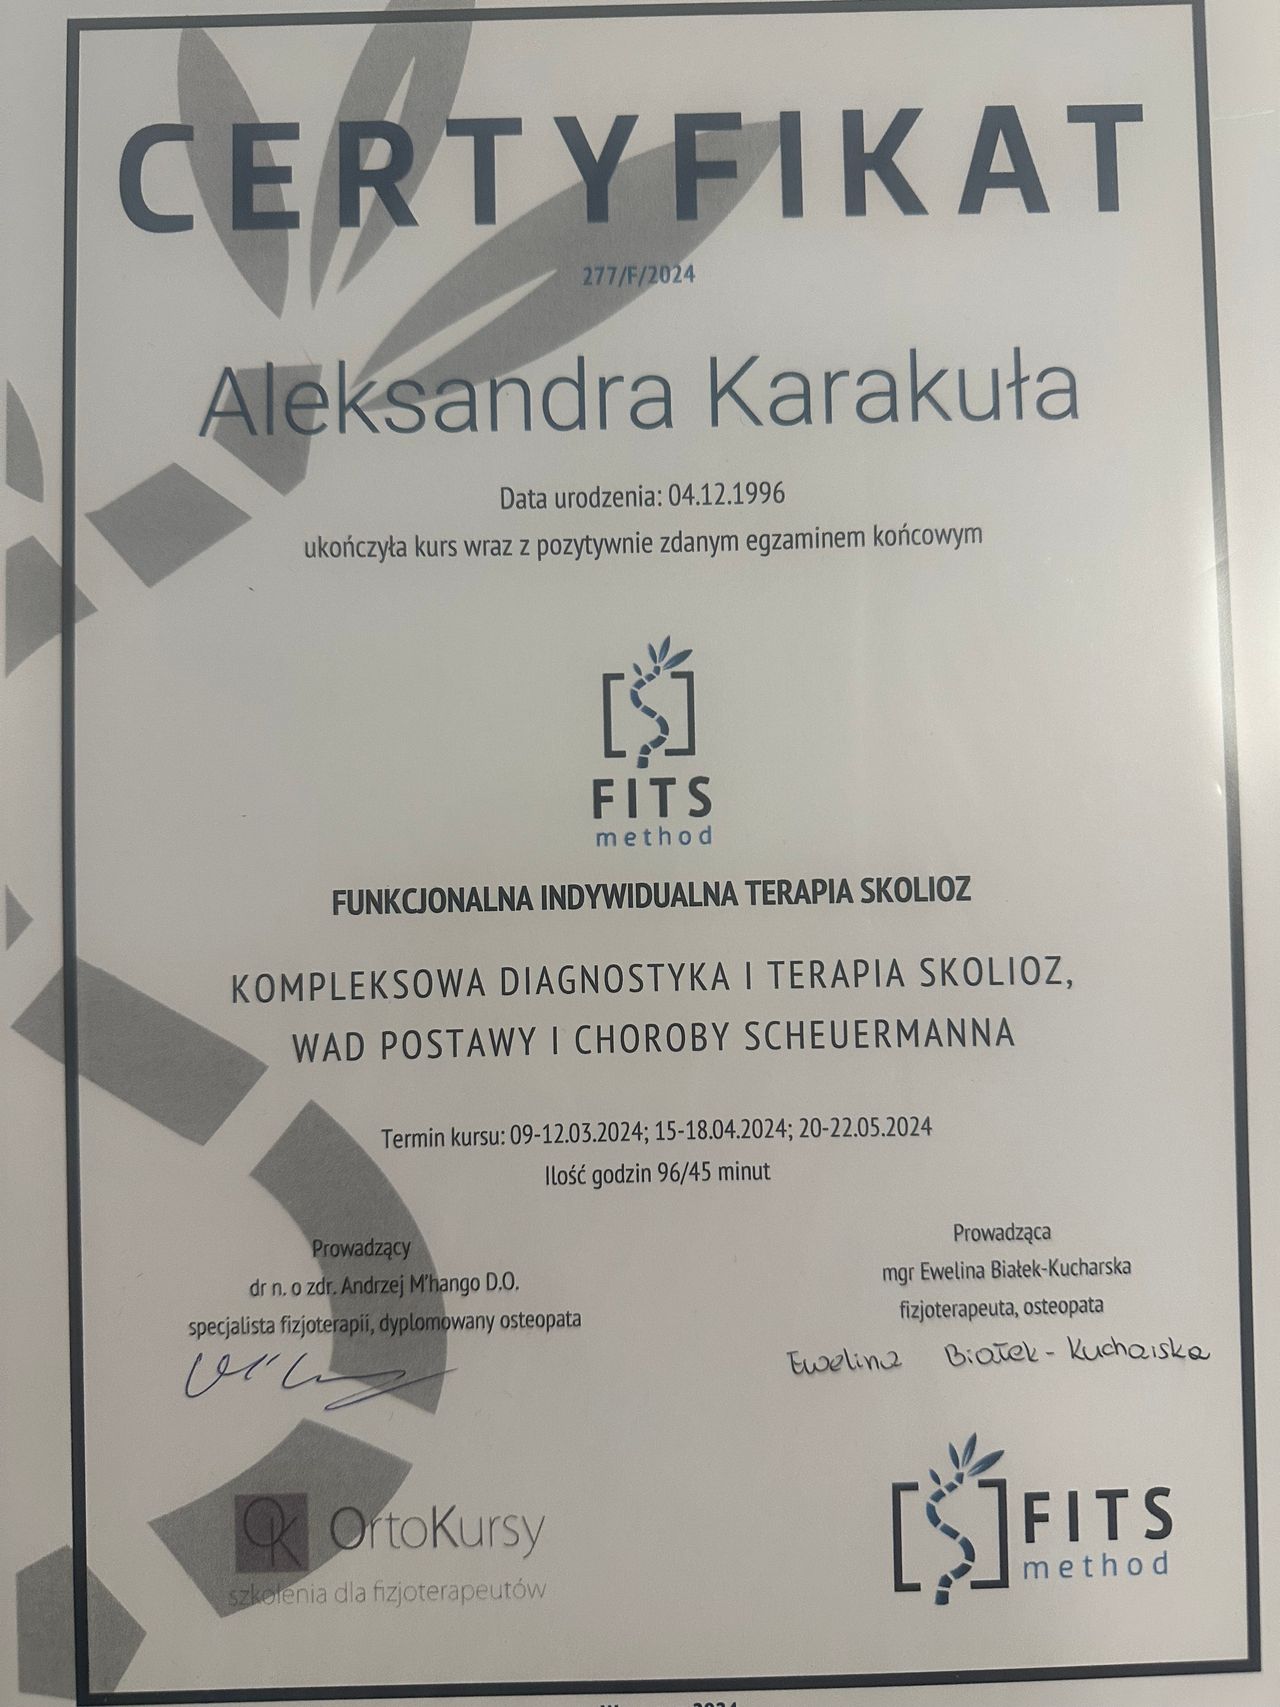 CERTYFIKAT
277/F/2024
Aleksandra Karakuła
Data urodzenia: 04.12.1996
ukończyła kurs wraz z pozytywnie zdanym egzaminem końcowym
FITS
method
FUNKCJONALNA INDYWIDUALNA TERAPIA SKOLIOZ
KOMPLEKSOWA DIAGNOSTYKA I TERAPIA SKOLIOZ,
WAD POSTAWY I CHOROBY SCHEUERMANNA
Termin kursu: 09-12.03.2024; 15-18.04.2024; 20-22.05.2024
Ilość godzin 96/45 minut
Prowadzący
dr n. o zdr. Andrzej M'hango D.O.
specjalista fizjoterapii, dyplomowany osteopata
Prowadząca
mgr Ewelina Białek-Kucharska
fizjoterapeuta, osteopata
Ewelina Białek-Kucharska
OK OrtoKursy
szkolenia dla fizjoterapeutów
FITS
method
2024